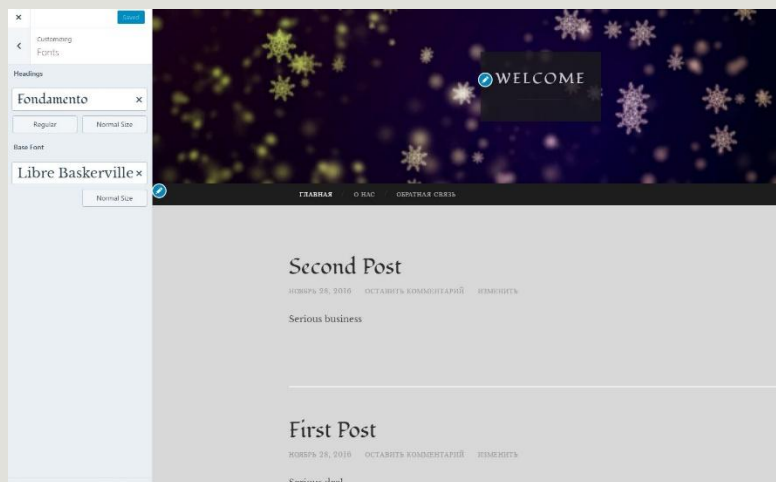 Saved
Customizing
Fonts
Headings
Fondamento
Regular Normal Size
Base Font
Libre Baskerville
Normal Size
WELCOME
ГЛАВНАЯ О НАС ОБРАТНАЯ СВЯЗЬ
Second Post
НОЯБРЬ 28, 2016 ОСТАВИТЬ КОММЕНТАРИЙ ИЗМЕНИТЬ
Serious business
First Post
НОЯБРЬ 28, 2016 ОСТАВИТЬ КОММЕНТАРИЙ ИЗМЕНИТЬ
Serious